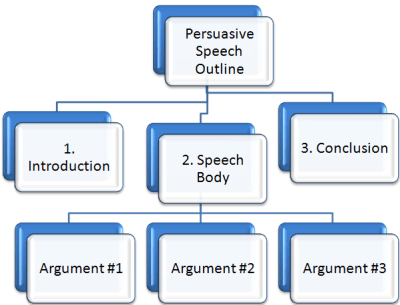 Persuasive
Speech
Outline
1.
Introduction
2. Speech
Body
3. Conclusion
Argument #1
Argument #2
Argument #3